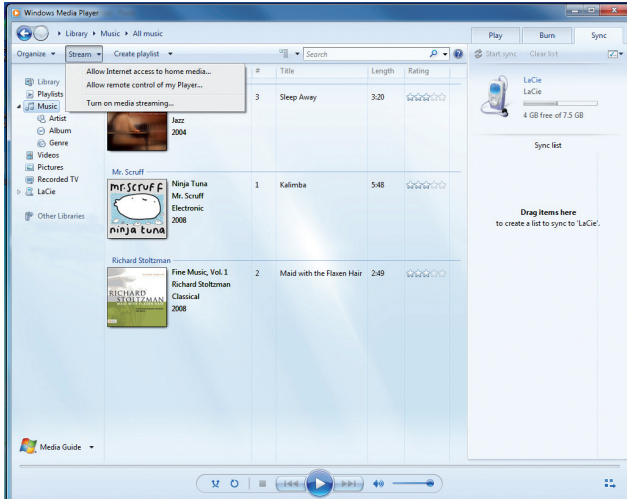 Windows Media Player
Library ▸ Music ▸ All music
Play
Burn
Sync
Organize
Stream
Create playlist
Search
Start sync
Clear list
Allow Internet access to home media...
Allow remote control of my Player...
Turn on media streaming...
#
Title
Length
Rating
Library
Playlists
Music
Artist
Album
Genre
Videos
Pictures
Recorded TV
LaCie
Other Libraries
Jazz
2004
3
Sleep Away
3:20
Mr. Scruff
mr.scruff
ninja tuna
Ninja Tuna
Mr. Scruff
Electronic
2008
1
Kalimba
5:48
Richard Stoltzman
RICHARD
STOLTZMAN
Fine Music, Vol. 1
Richard Stoltzman
Classical
2008
2
Maid with the Flaxen Hair
2:49
LaCie
LaCie
4 GB free of 7.5 GB
Sync list
Drag items here
to create a list to sync to 'LaCie'.
Media Guide